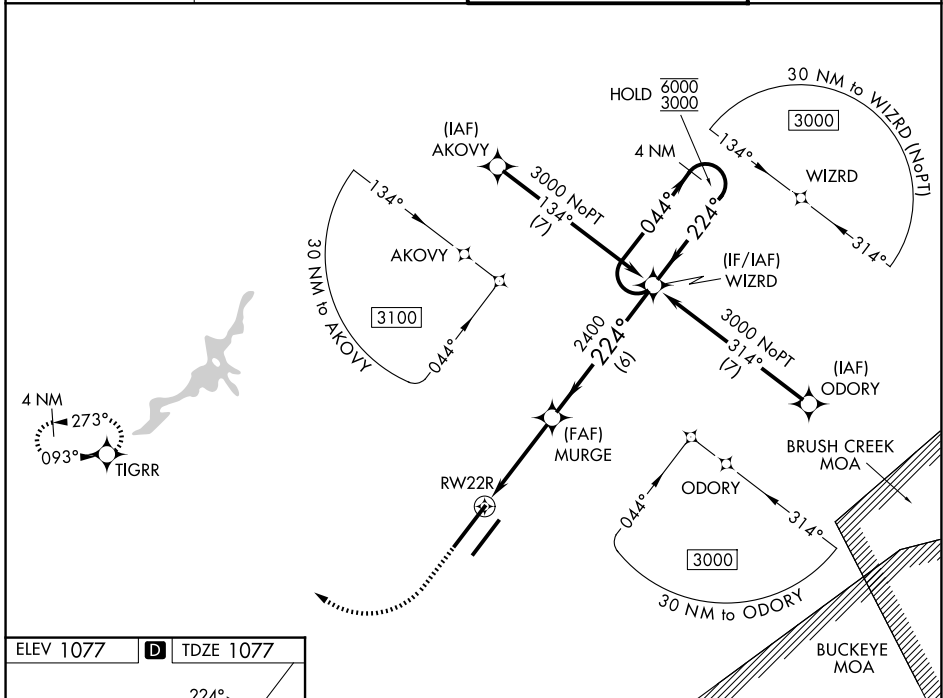 30 NM to WIZRD (NoPT)
HOLD 6000
3000
3000
(IAF)
AKOVY
4 NM
134°
WIZRD
314°
3000 NoPT
134°
(7)
044°
224°
134°
AKOVY
(IF/IAF)
WIZRD
30 NM to AKOVY
3100
044°
2400
224°
(6)
3000 NoPT
314°
(7)
(IAF)
ODORY
4 NM
273°
093°
TIGRR
(FAF)
MURGE
BRUSH CREEK
MOA
ODORY
RW22R
044°
314°
3000
30 NM to ODORY
BUCKEYE
MOA
ELEV 1077 D TDZE 1077
224°